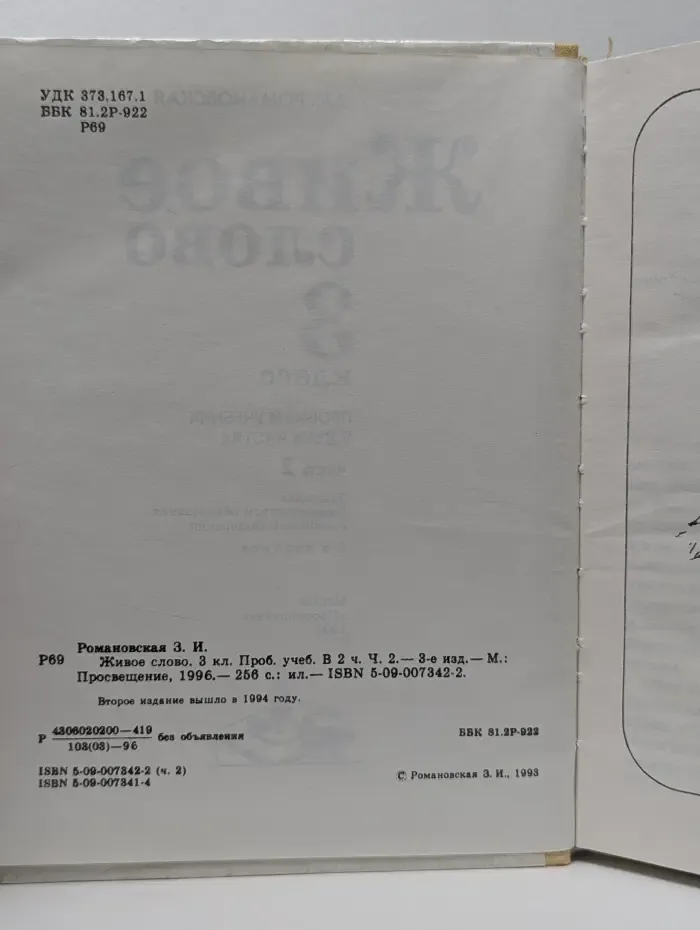 УДК 373.167.1
ББК 81.2Р-922
Р69
Романовская З. И.
Р69 Живое слово. 3 кл. Проб. учеб. В 2 ч. Ч. 2.— 3-е изд.— М.:
Просвещение, 1996.— 256 с.: ил.— ISBN 5-09-007342-2.
Второе издание вышло в 1994 году.
4306020200—419
Р без объявления ББК 81.2Р-922
103(03)—96
ISBN 5-09-007342-2 (ч. 2)
ISBN 5-09-007341-4
© Романовская З. И., 1993